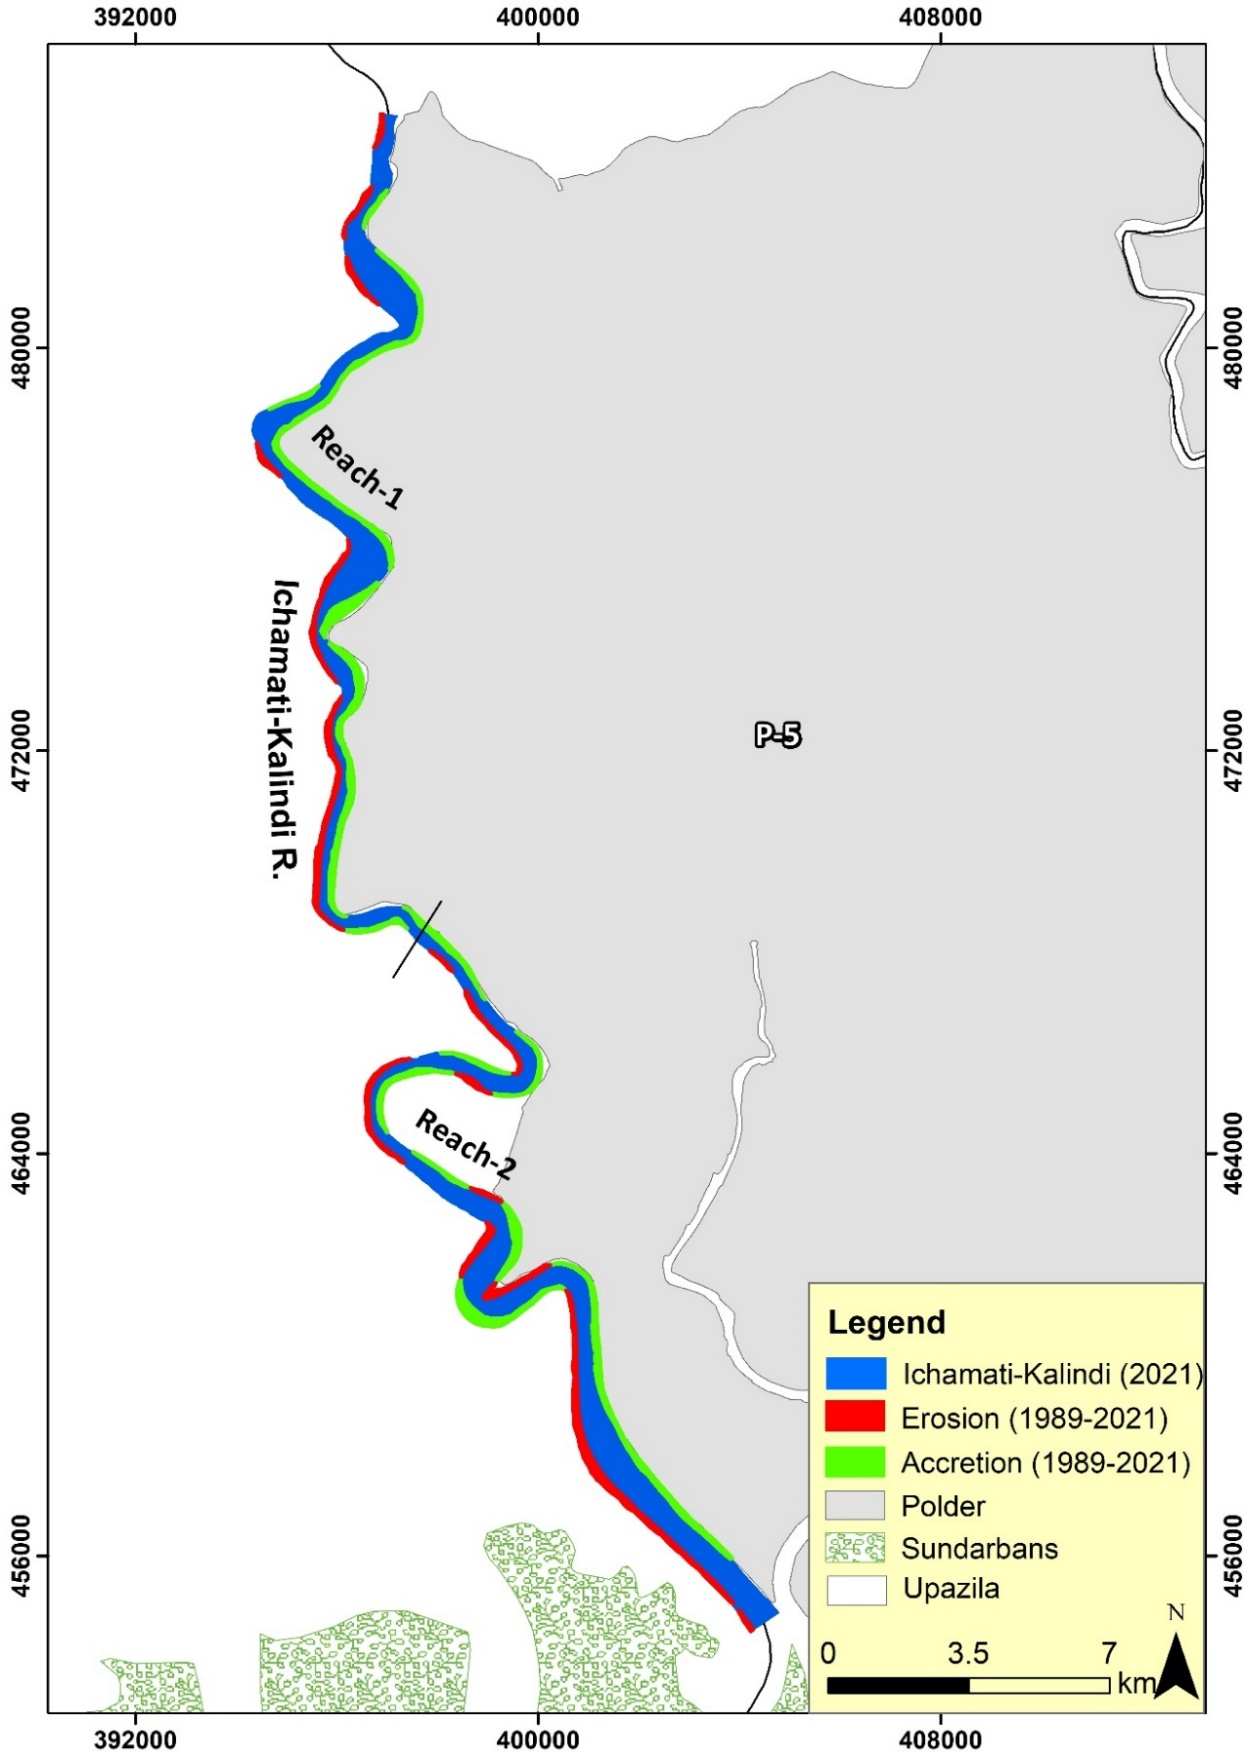 392000
400000
408000
480000
480000
Reach-1
Ichamati-Kalindi R.
P-5
472000
472000
Reach-2
464000
464000
Legend
Ichamati-Kalindi (2021)
Erosion (1989-2021)
Accretion (1989-2021)
Polder
Sundarbans
Upazila
456000
456000
N
0 3.5 7
km
392000
400000
408000